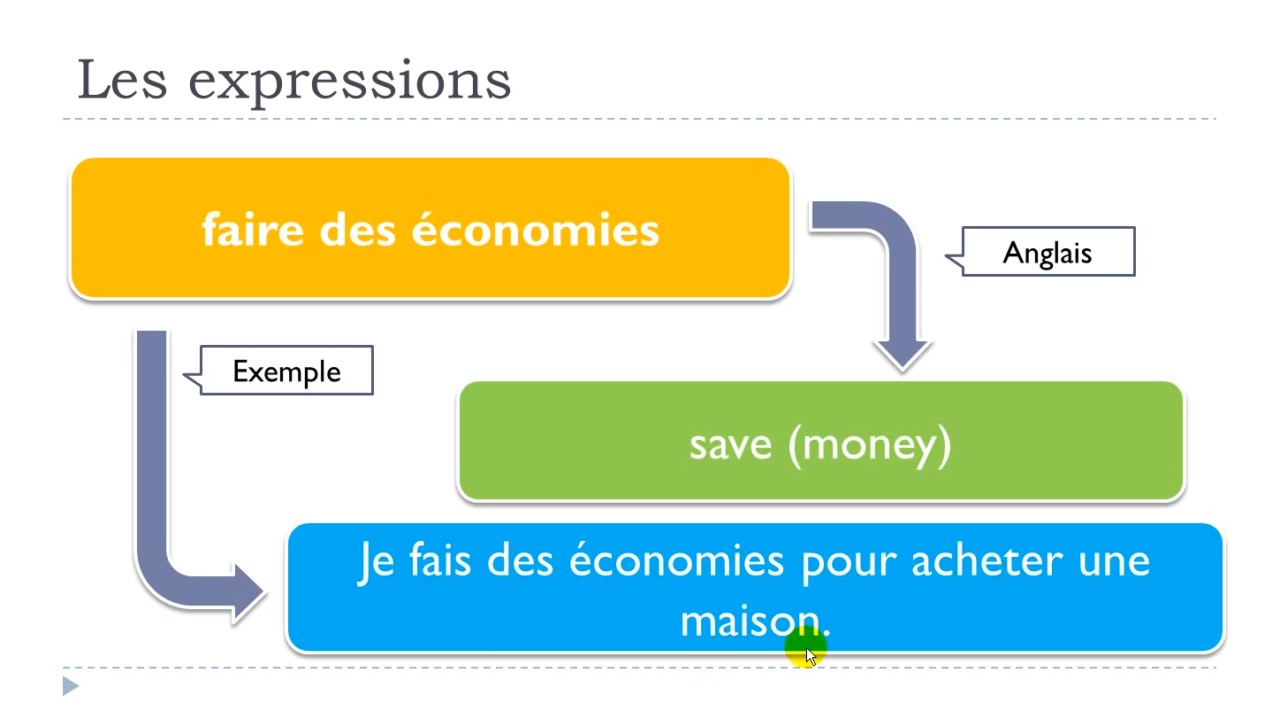 Les expressions
faire des économies
Anglais
Exemple
save (money)
Je fais des économies pour acheter une
maison.